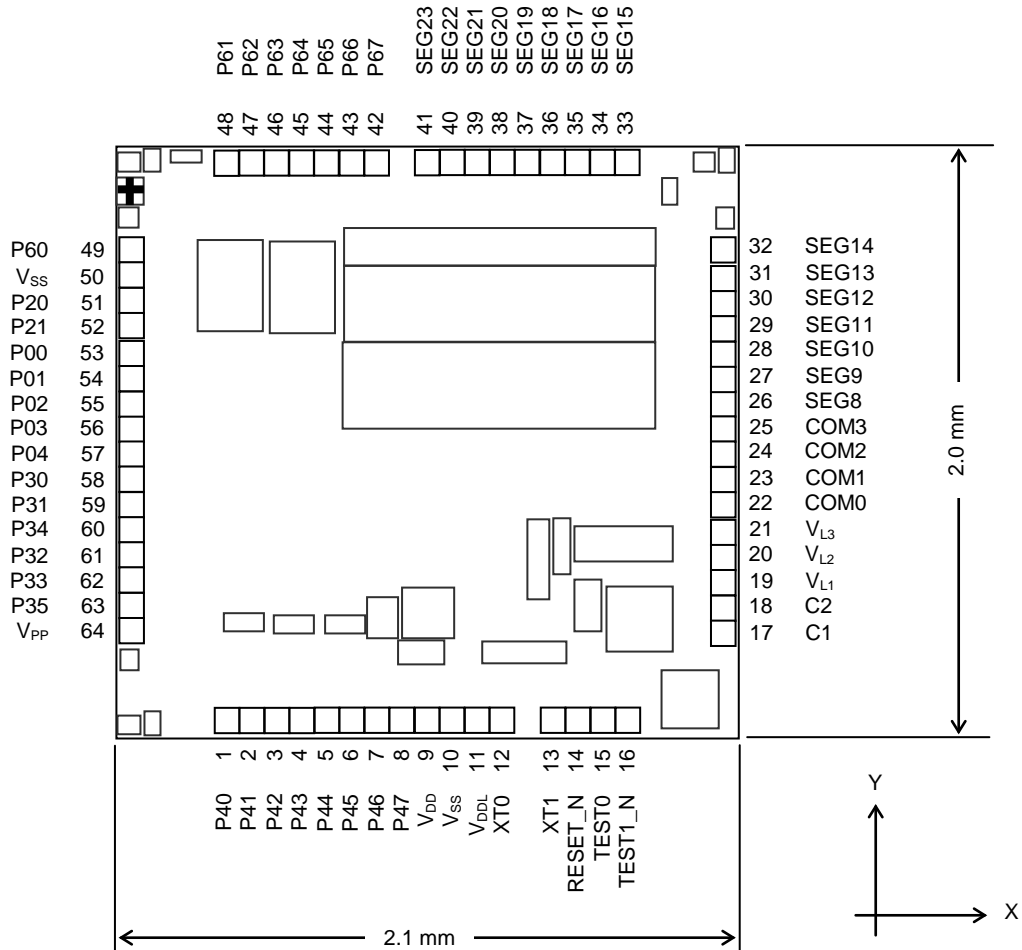 P61 P62 P63 P64 P65 P66 P67 SEG23 SEG22 SEG21 SEG20 SEG19 SEG18 SEG17 SEG16 SEG15
48 47 46 45 44 43 42 41 40 39 38 37 36 35 34 33
P60 49
VSS 50
P20 51
P21 52
P00 53
P01 54
P02 55
P03 56
P04 57
P30 58
P31 59
P34 60
P32 61
P33 62
P35 63
VPP 64
32 SEG14
31 SEG13
30 SEG12
29 SEG11
28 SEG10
27 SEG9
26 SEG8
25 COM3
24 COM2
23 COM1
22 COM0
21 VL3
20 VL2
19 VL1
18 C2
17 C1
2.0 mm
1 2 3 4 5 6 7 8 9 10 11 12 13 14 15 16
P40 P41 P42 P43 P44 P45 P46 P47 VDD VSS VDDL XT0 XT1 RESET_N TEST0 TEST1_N
Y
X
2.1 mm